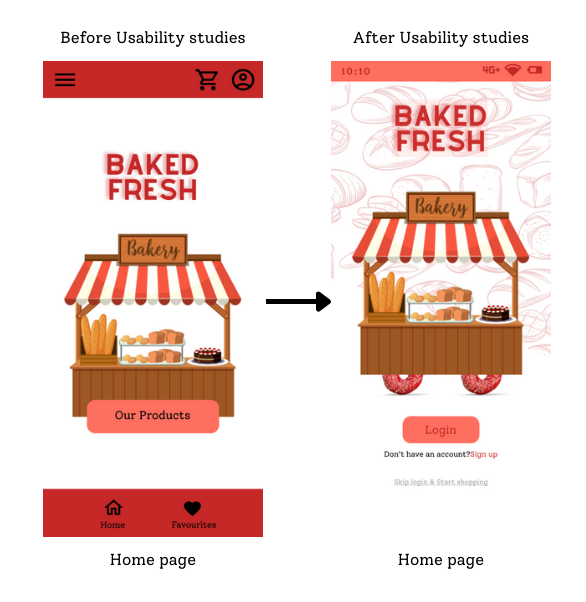 Before Usability studies
After Usability studies
10:10
4G+
BAKED
FRESH
Bakery
Our Products
Home
Favourites
Home page
BAKED
FRESH
Bakery
Login
Don't have an account?Sign up
Skip login & Start shopping
Home page